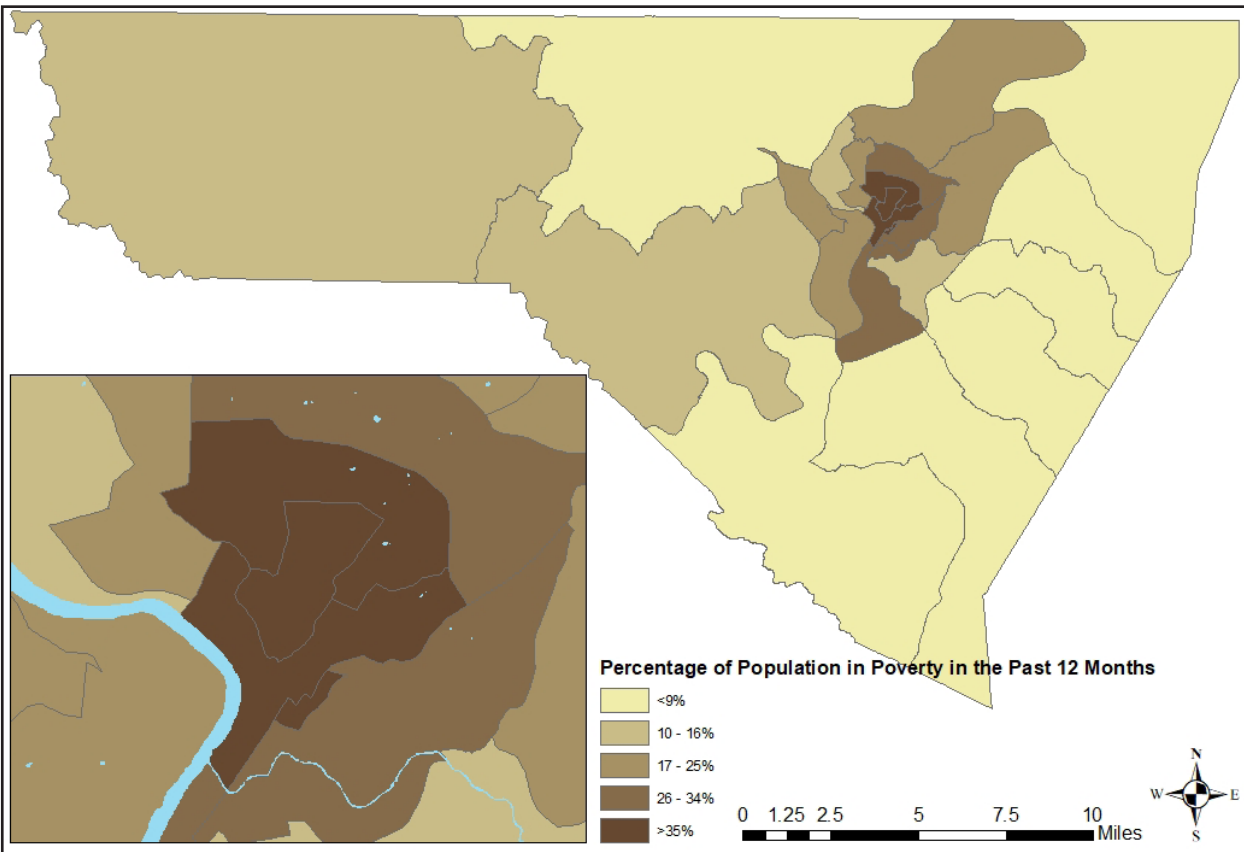 Percentage of Population in Poverty in the Past 12 Months
<9%
10 - 16%
17 - 25%
26 - 34%
>35%
0 1.25 2.5 5 7.5 10
Miles
N
W E
S